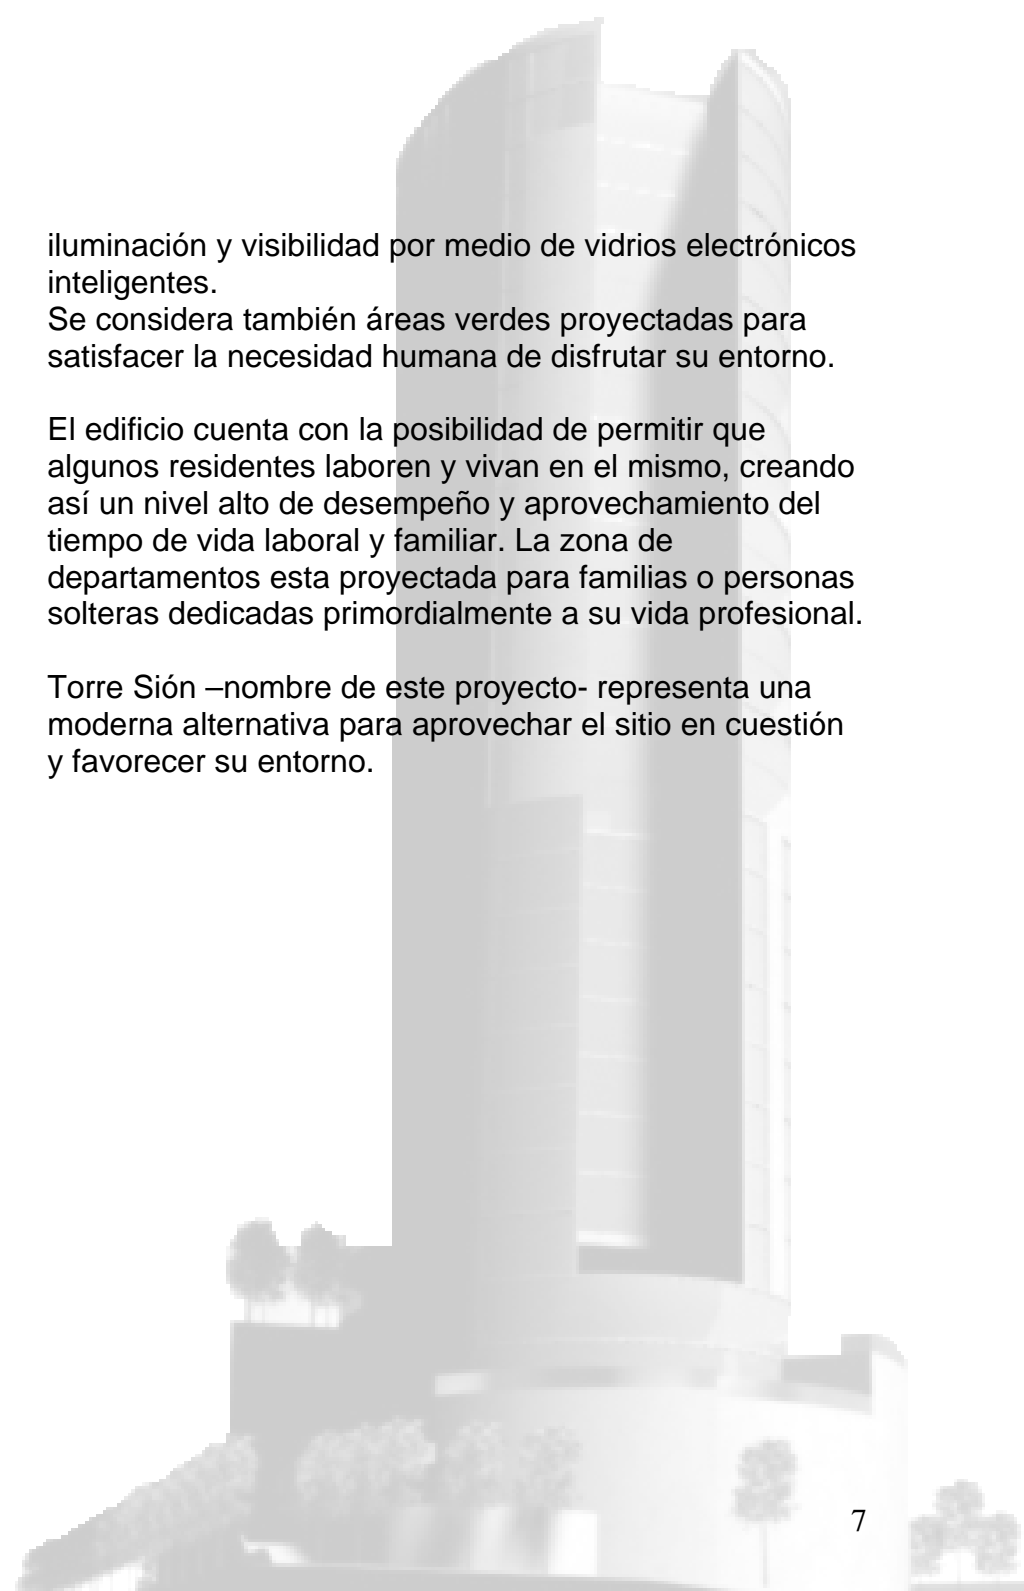 iluminación y visibilidad por medio de vidrios electrónicos
inteligentes.
Se considera también áreas verdes proyectadas para
satisfacer la necesidad humana de disfrutar su entorno.
El edificio cuenta con la posibilidad de permitir que
algunos residentes laboren y vivan en el mismo, creando
así un nivel alto de desempeño y aprovechamiento del
tiempo de vida laboral y familiar. La zona de
departamentos esta proyectada para familias o personas
solteras dedicadas primordialmente a su vida profesional.
Torre Sión –nombre de este proyecto- representa una
moderna alternativa para aprovechar el sitio en cuestión
y favorecer su entorno.
7